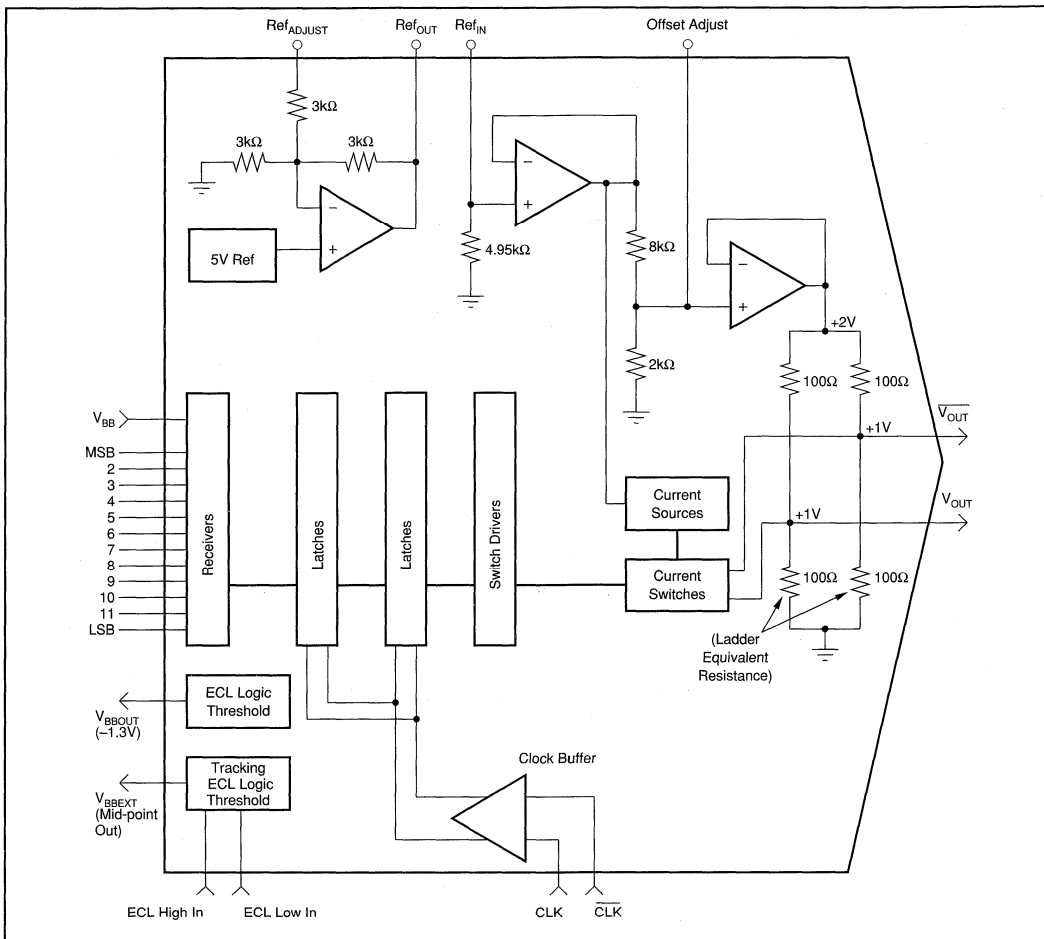 Ref_ADJUST Ref_OUT Ref_IN Offset Adjust
3kΩ
3kΩ 3kΩ
− − 
+ +
5V Ref
4.95kΩ
8kΩ
−
+
+2V
2kΩ
100Ω 100Ω
V_BB
V̅_O̅U̅T̅
+1V
MSB
2
3
4
5
6
7
8
9
10
11
LSB
Receivers
Latches
Latches
Switch Drivers
Current
Sources
V_OUT
+1V
Current
Switches
100Ω 100Ω
(Ladder
Equivalent
Resistance)
ECL Logic
Threshold
V_BBOUT
(–1.3V)
Tracking
ECL Logic
Threshold
V_BBEXT
(Mid-point
Out)
Clock Buffer
ECL High In ECL Low In CLK C̅L̅K̅